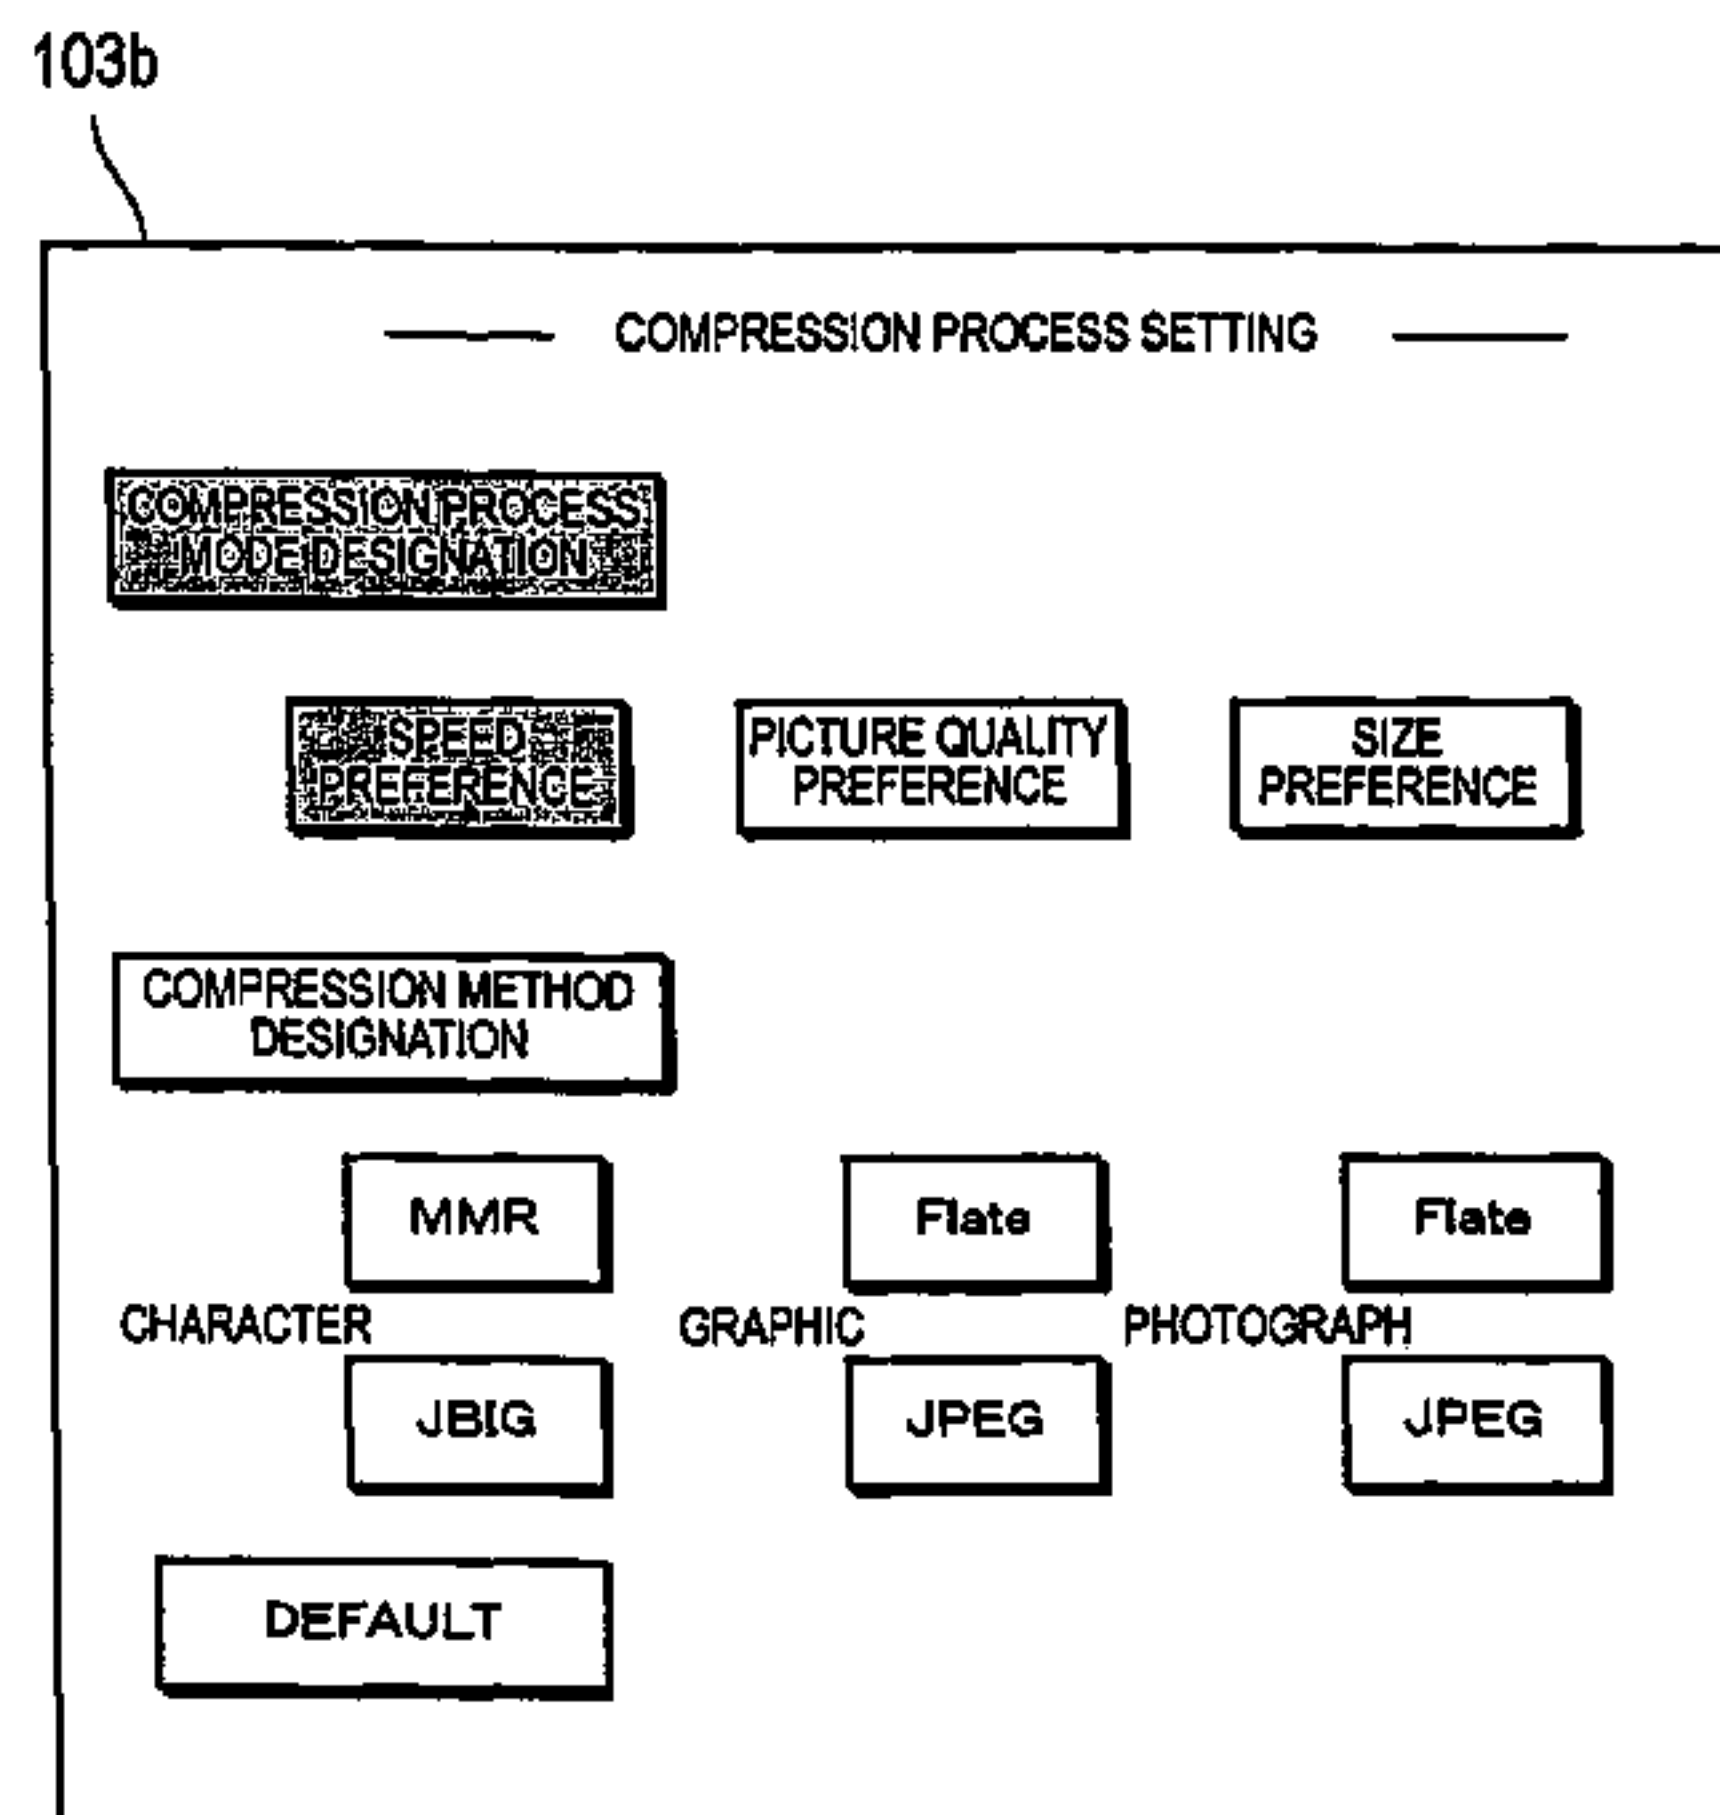 103b
COMPRESSION PROCESS SETTING
COMPRESSION PROCESS
MODE DESIGNATION
SPEED
PREFERENCE
PICTURE QUALITY
PREFERENCE
SIZE
PREFERENCE
COMPRESSION METHOD
DESIGNATION
MMR
Flate
Flate
CHARACTER
GRAPHIC
PHOTOGRAPH
JBIG
JPEG
JPEG
DEFAULT